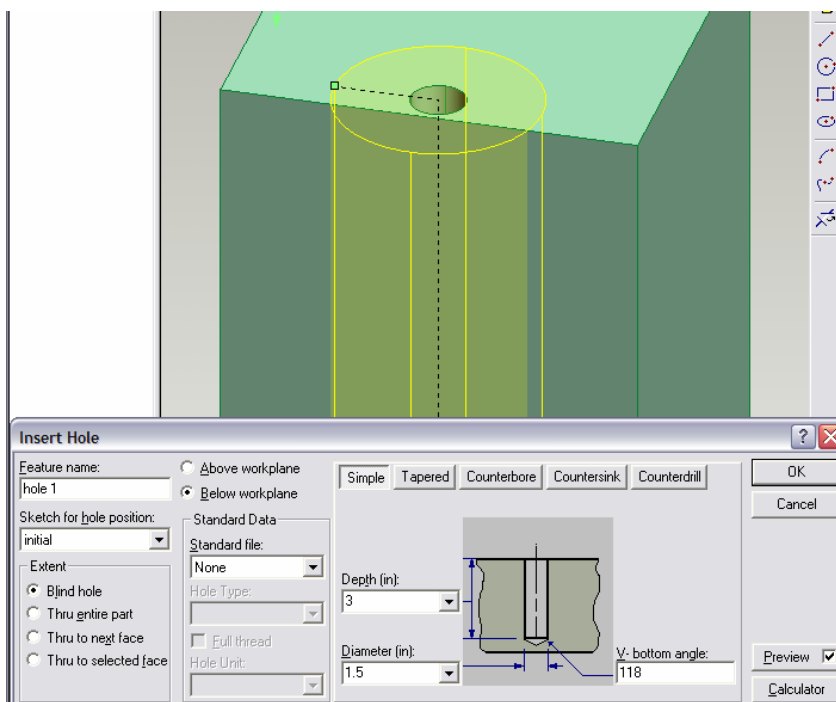 Insert Hole
Feature name:
hole 1
Sketch for hole position:
initial
Extent
Blind hole
Thru entire part
Thru to next face
Thru to selected face
Above workplane
Below workplane
Standard Data
Standard file:
None
Hole Type:
Full thread
Hole Unit:
Simple
Tapered
Counterbore
Countersink
Counterdrill
Depth (in):
3
Diameter (in):
1.5
V- bottom angle:
118
OK
Cancel
Preview
Calculator